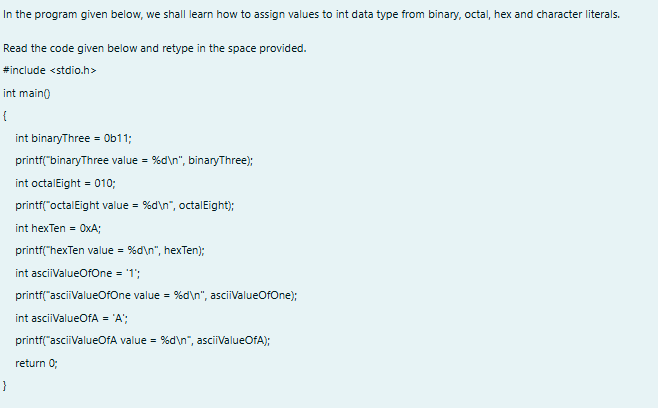 In the program given below, we shall learn how to assign values to int data type from binary, octal, hex and character literals.
Read the code given below and retype in the space provided.
#include <stdio.h>
int main()
{
int binaryThree = 0b11;
printf("binaryThree value = %d\n", binaryThree);
int octalEight = 010;
printf("octalEight value = %d\n", octalEight);
int hexTen = 0xA;
printf("hexTen value = %d\n", hexTen);
int asciiValueOfOne = '1';
printf("asciiValueOfOne value = %d\n", asciiValueOfOne);
int asciiValueOfA = 'A';
printf("asciiValueOfA value = %d\n", asciiValueOfA);
return 0;
}